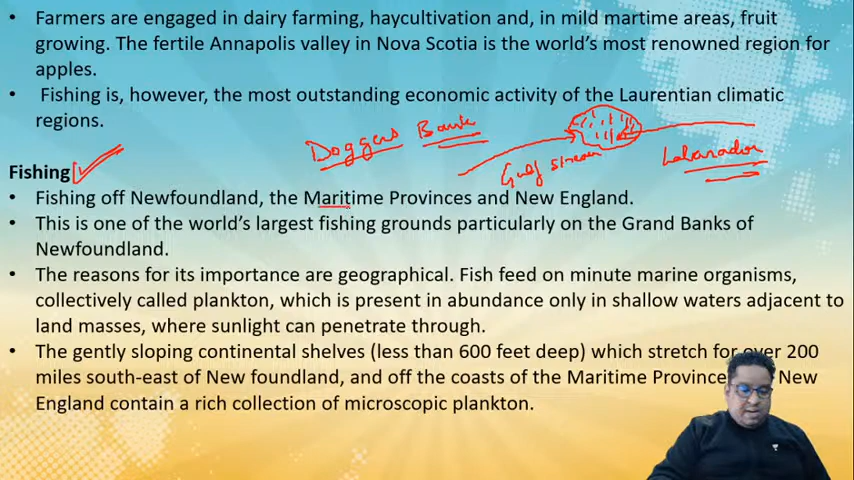 • Farmers are engaged in dairy farming, haycultivation and, in mild martime areas, fruit
growing. The fertile Annapolis valley in Nova Scotia is the world's most renowned region for
apples.
• Fishing is, however, the most outstanding economic activity of the Laurentian climatic
regions.
Doggers Bank
Gulf stream
Labarador
Fishing
• Fishing off Newfoundland, the Maritime Provinces and New England.
• This is one of the world's largest fishing grounds particularly on the Grand Banks of
Newfoundland.
• The reasons for its importance are geographical. Fish feed on minute marine organisms,
collectively called plankton, which is present in abundance only in shallow waters adjacent to
land masses, where sunlight can penetrate through.
• The gently sloping continental shelves (less than 600 feet deep) which stretch for over 200
miles south-east of New foundland, and off the coasts of the Maritime Province New
England contain a rich collection of microscopic plankton.